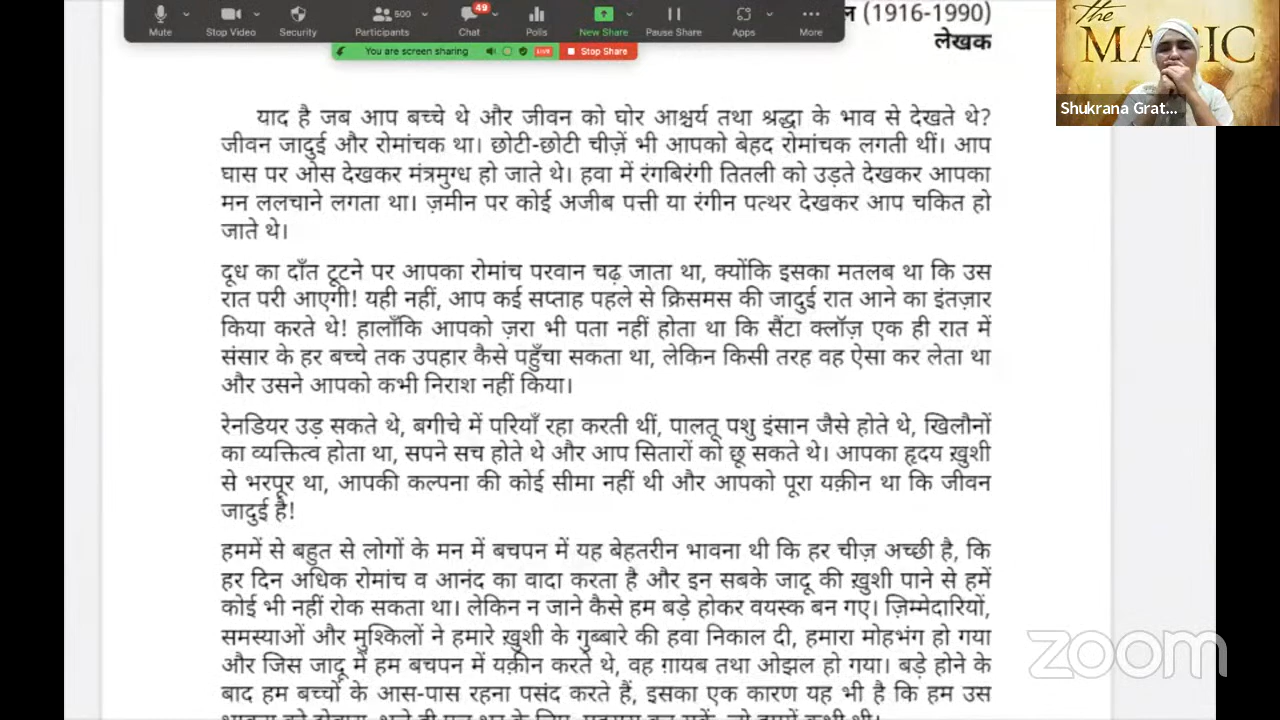 Mute
Stop Video
Security
500
Participants
49
Chat
Polls
New Share
Pause Share
Apps
More
You are screen sharing
LIVE
Stop Share
(1916-1990)
लेखक
the
MAGIC
Shukrana Grat...
याद है जब आप बच्चे थे और जीवन को घोर आश्चर्य तथा श्रद्धा के भाव से देखते थे?
जीवन जादुई और रोमांचक था। छोटी-छोटी चीज़ें भी आपको बेहद रोमांचक लगती थीं। आप
घास पर ओस देखकर मंत्रमुग्ध हो जाते थे। हवा में रंगबिरंगी तितली को उड़ते देखकर आपका
मन ललचाने लगता था। ज़मीन पर कोई अजीब पत्ती या रंगीन पत्थर देखकर आप चकित हो
जाते थे।
दूध का दाँत टूटने पर आपका रोमांच परवान चढ़ जाता था, क्योंकि इसका मतलब था कि उस
रात परी आएगी! यही नहीं, आप कई सप्ताह पहले से क्रिसमस की जादुई रात आने का इंतज़ार
किया करते थे! हालाँकि आपको ज़रा भी पता नहीं होता था कि सैंटा क्लॉज़ एक ही रात में
संसार के हर बच्चे तक उपहार कैसे पहुँचा सकता था, लेकिन किसी तरह वह ऐसा कर लेता था
और उसने आपको कभी निराश नहीं किया।
रेनडियर उड़ सकते थे, बगीचे में परियाँ रहा करती थीं, पालतू पशु इंसान जैसे होते थे, खिलौनों
का व्यक्तित्व होता था, सपने सच होते थे और आप सितारों को छू सकते थे। आपका हृदय ख़ुशी
से भरपूर था, आपकी कल्पना की कोई सीमा नहीं थी और आपको पूरा यक़ीन था कि जीवन
जादुई है!
हममें से बहुत से लोगों के मन में बचपन में यह बेहतरीन भावना थी कि हर चीज़ अच्छी है, कि
हर दिन अधिक रोमांच व आनंद का वादा करता है और इन सबके जादू की ख़ुशी पाने से हमें
कोई भी नहीं रोक सकता था। लेकिन न जाने कैसे हम बड़े होकर वयस्क बन गए। ज़िम्मेदारियों,
समस्याओं और मुश्किलों ने हमारे ख़ुशी के गुब्बारे की हवा निकाल दी, हमारा मोहभंग हो गया
और जिस जादू में हम बचपन में यक़ीन करते थे, वह ग़ायब तथा ओझल हो गया। बड़े होने के
बाद हम बच्चों के आस-पास रहना पसंद करते हैं, इसका एक कारण यह भी है कि हम उस
zoom